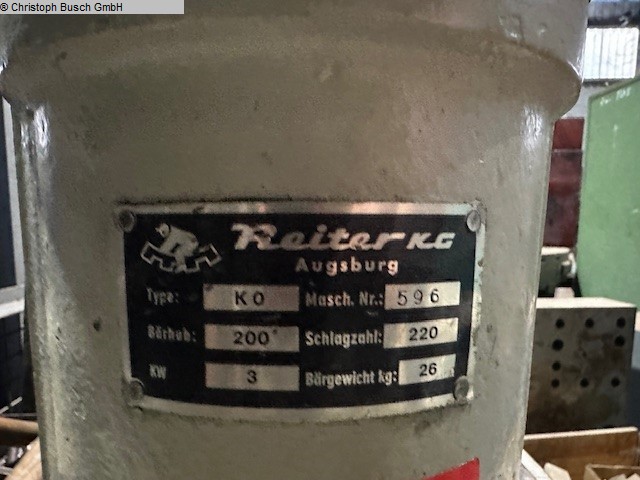 © Christoph Busch GmbH
Reiter KG
Augsburg
Type: KO Masch. Nr.: 596
Bärhub: 200 Schlagzahl: 220
KW 3 Bärgewicht kg: 26